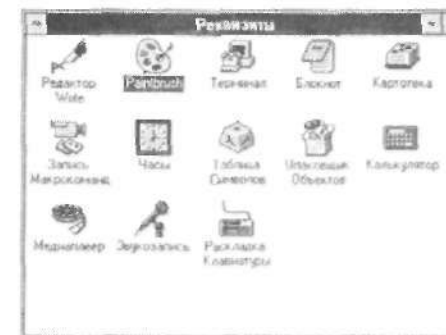 Реквизиты
Редактор Write
Paintbrush
Терминал
Блокнот
Картотека
Запись Макрокоманд
Часы
Таблица Символов
Упаковщик Объектов
Калькулятор
Медиаплеер
Звукозапись
Раскладка Клавиатуры